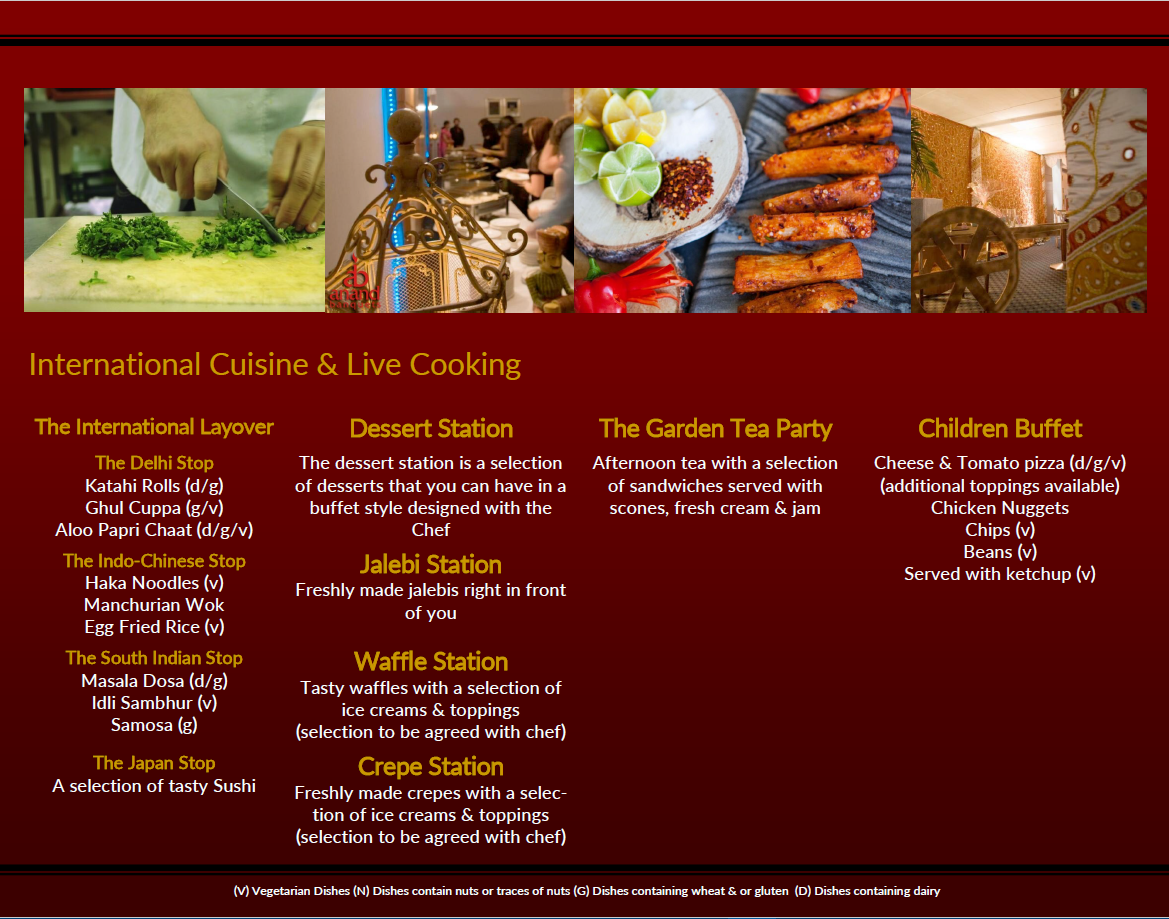 anand
International Cuisine & Live Cooking
The International Layover
The Delhi Stop
Katahi Rolls (d/g)
Ghul Cuppa (g/v)
Aloo Papri Chaat (d/g/v)
The Indo-Chinese Stop
Haka Noodles (v)
Manchurian Wok
Egg Fried Rice (v)
The South Indian Stop
Masala Dosa (d/g)
Idli Sambhur (v)
Samosa (g)
The Japan Stop
A selection of tasty Sushi
Dessert Station
The dessert station is a selection
of desserts that you can have in a
buffet style designed with the
Chef
Jalebi Station
Freshly made jalebis right in front
of you
Waffle Station
Tasty waffles with a selection of
ice creams & toppings
(selection to be agreed with chef)
Crepe Station
Freshly made crepes with a selec-
tion of ice creams & toppings
(selection to be agreed with chef)
The Garden Tea Party
Afternoon tea with a selection
of sandwiches served with
scones, fresh cream & jam
Children Buffet
Cheese & Tomato pizza (d/g/v)
(additional toppings available)
Chicken Nuggets
Chips (v)
Beans (v)
Served with ketchup (v)
(V) Vegetarian Dishes (N) Dishes contain nuts or traces of nuts (G) Dishes containing wheat & or gluten (D) Dishes containing dairy